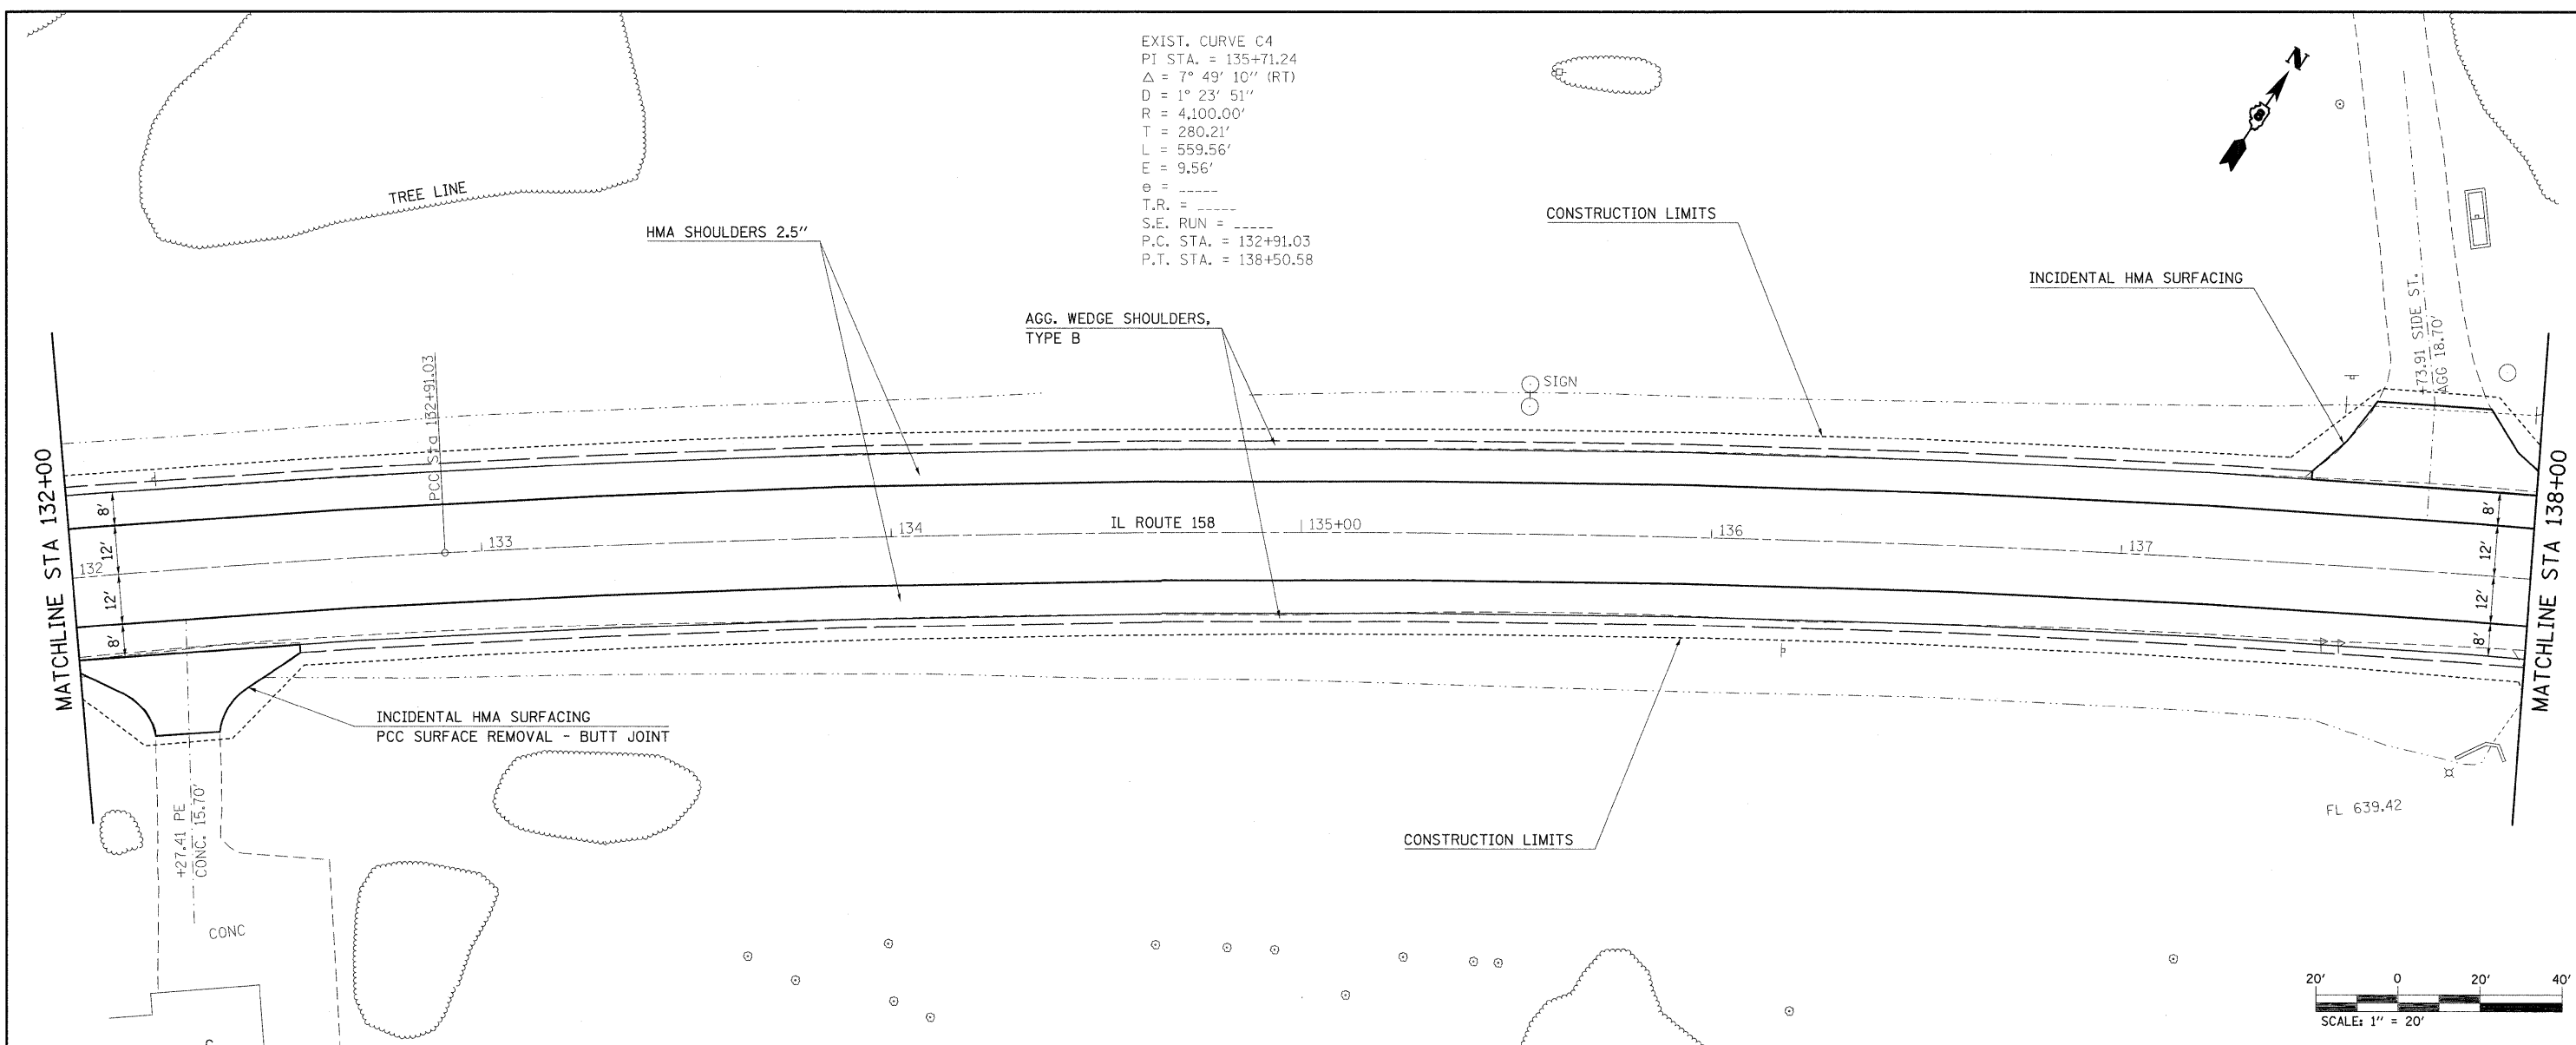 EXIST. CURVE C4
PI STA. = 135+71.24
Δ = 7° 49' 10" (RT)
D = 1° 23' 51"
R = 4,100.00'
T = 280.21'
L = 559.56'
E = 9.56'
e = _____
T.R. = _____
S.E. RUN = _____
P.C. STA. = 132+91.03
P.T. STA. = 138+50.58
N
TREE LINE
HMA SHOULDERS 2.5"
CONSTRUCTION LIMITS
INCIDENTAL HMA SURFACING
AGG. WEDGE SHOULDERS,
TYPE B
+73.91 SIDE ST.
AGG 18.70'
SIGN
PCC Sta 132+91.03
MATCHLINE STA 132+00
MATCHLINE STA 138+00
8'
12'
12'
8'
132
133
134
IL ROUTE 158
135+00
136
137
8'
12'
12'
8'
INCIDENTAL HMA SURFACING
PCC SURFACE REMOVAL - BUTT JOINT
+27.41 PE
CONC. 15.70'
CONC
CONSTRUCTION LIMITS
FL 639.42
20' 0 20' 40'
SCALE: 1" = 20'